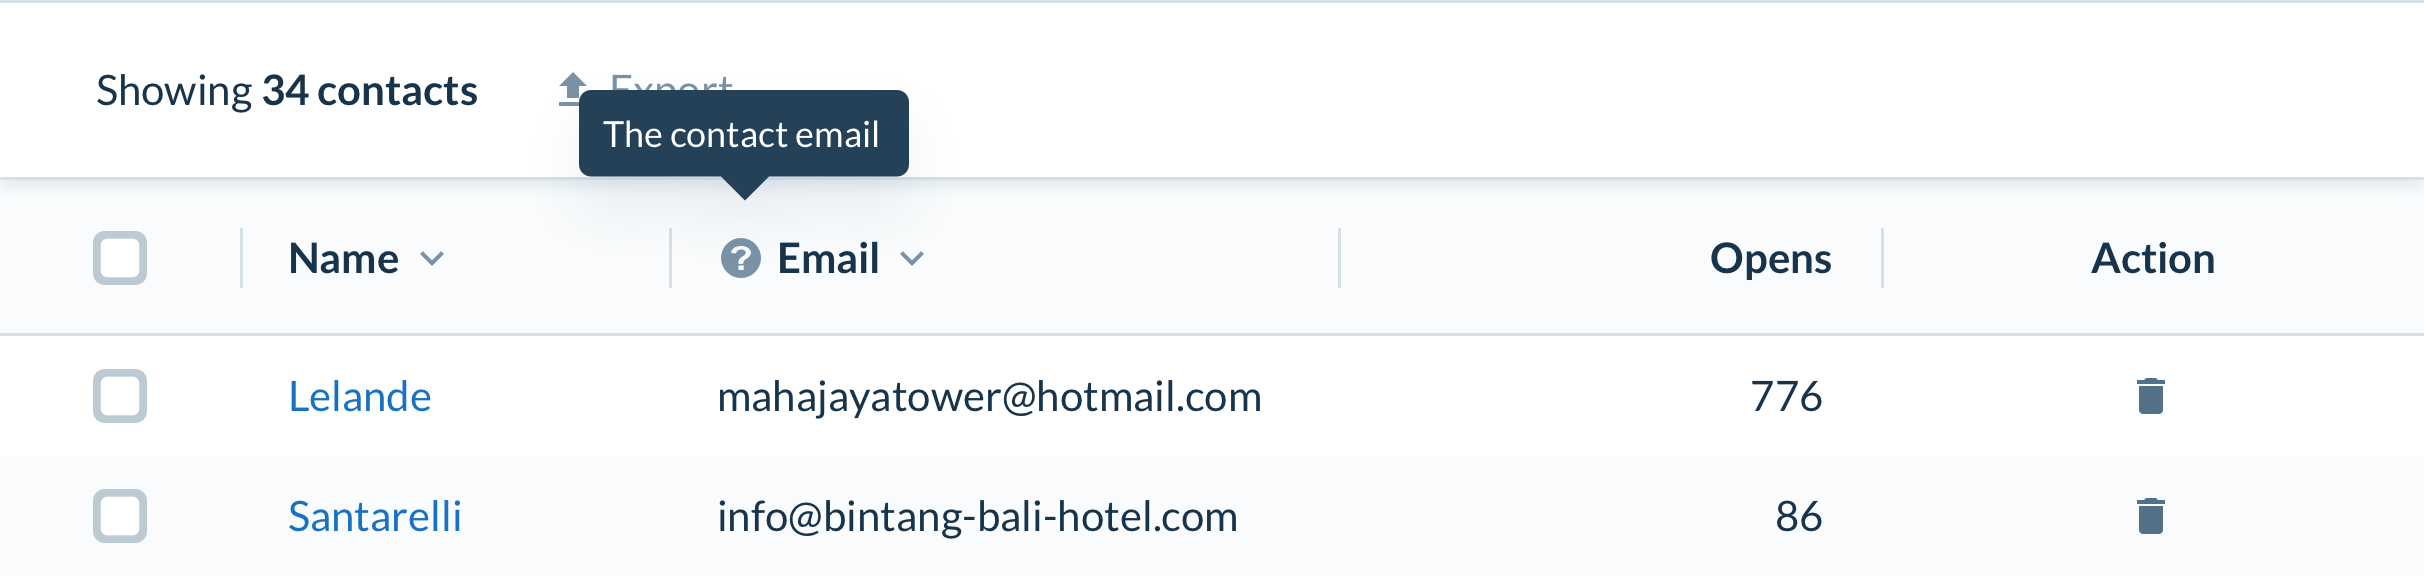 Showing 34 contacts
Export
The contact email
Name
? Email
Opens
Action
Lelande
mahajayatower@hotmail.com
776
Santarelli
info@bintang-bali-hotel.com
86